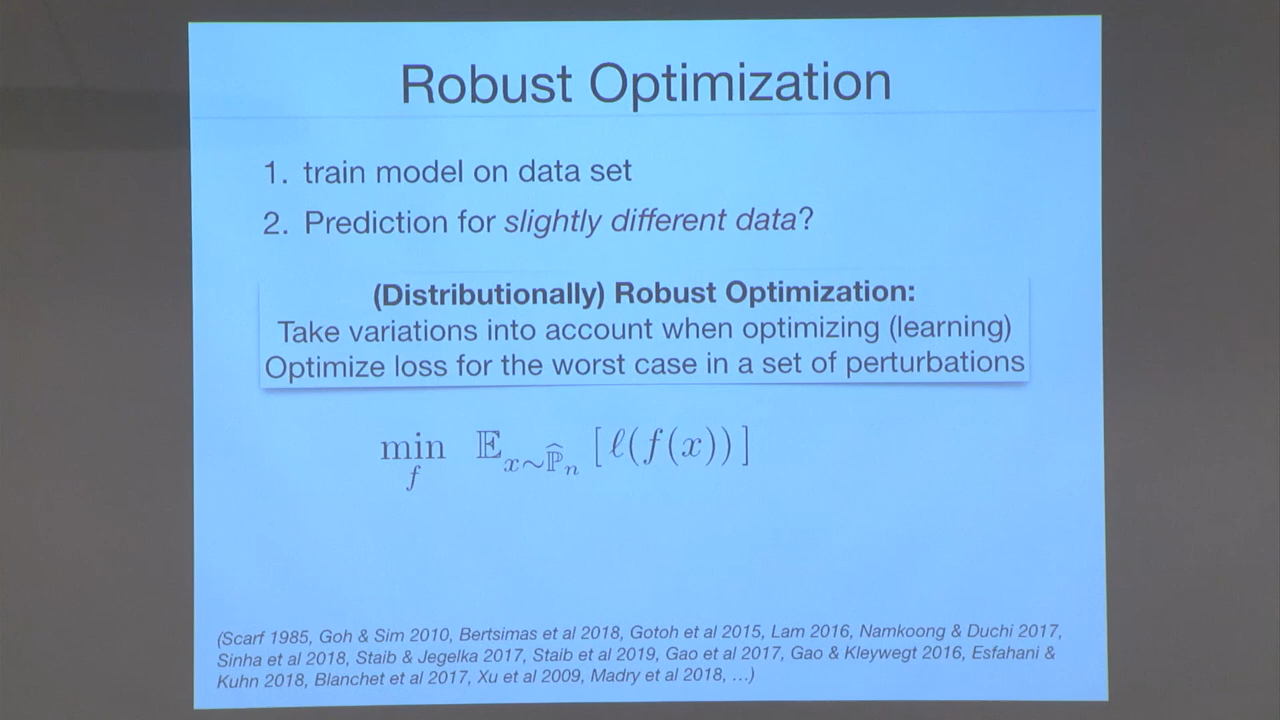 Robust Optimization
1. train model on data set
2. Prediction for slightly different data?
(Distributionally) Robust Optimization:
Take variations into account when optimizing (learning)
Optimize loss for the worst case in a set of perturbations
min_f 𝔼_{x∼ℙ̂_n} [ℓ(f(x))]
(Scarf 1985, Goh & Sim 2010, Bertsimas et al 2018, Gotoh et al 2015, Lam 2016, Namkoong & Duchi 2017,
Sinha et al 2018, Staib & Jegelka 2017, Staib et al 2019, Gao et al 2017, Gao & Kleywegt 2016, Esfahani &
Kuhn 2018, Blanchet et al 2017, Xu et al 2009, Madry et al 2018, …)